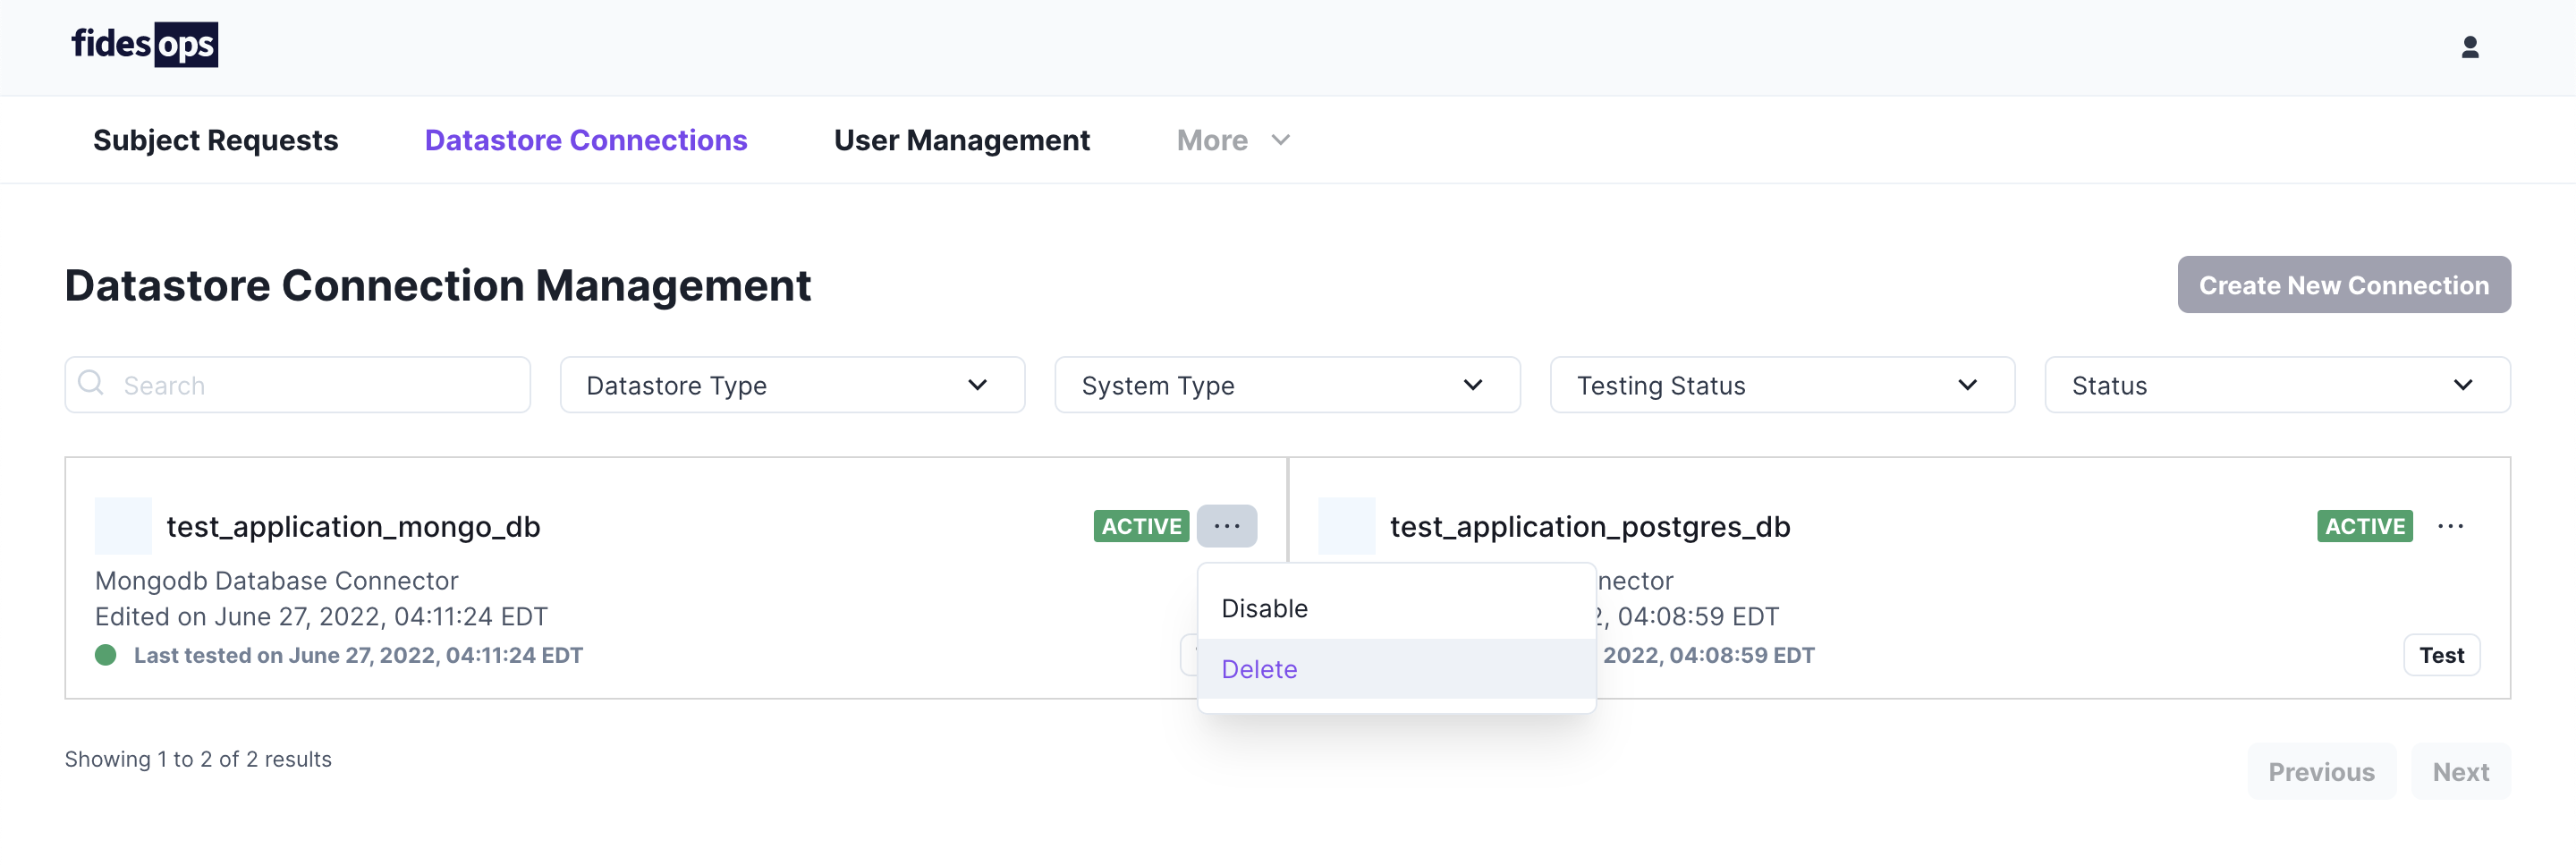 fidesops
Subject Requests
Datastore Connections
User Management
More
Datastore Connection Management
Create New Connection
Search
Datastore Type
System Type
Testing Status
Status
test_application_mongo_db
ACTIVE
Mongodb Database Connector
Edited on June 27, 2022, 04:11:24 EDT
Last tested on June 27, 2022, 04:11:24 EDT
Disable
Delete
test_application_postgres_db
ACTIVE
nector
, 04:08:59 EDT
2022, 04:08:59 EDT
Test
Showing 1 to 2 of 2 results
Previous
Next